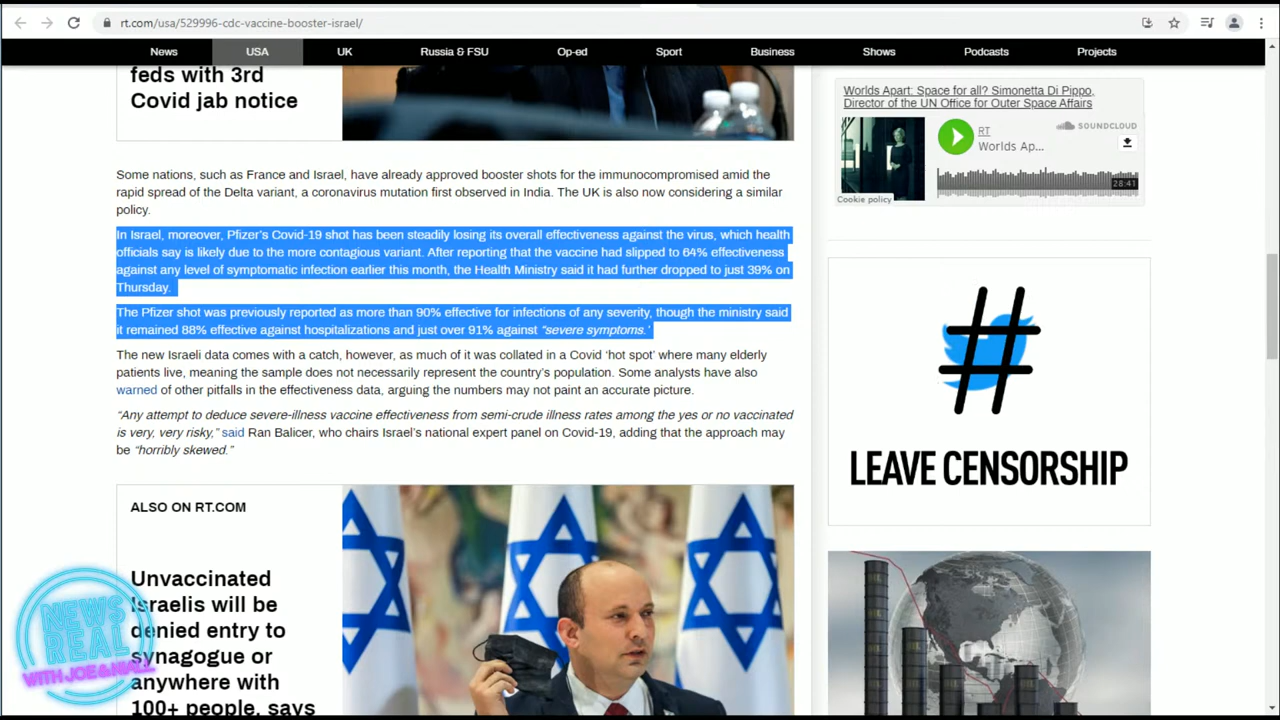 rt.com/usa/529996-cdc-vaccine-booster-israel/
News USA UK Russia & FSU Op-ed Sport Business Shows Podcasts Projects
feds with 3rd
Covid jab notice
Some nations, such as France and Israel, have already approved booster shots for the immunocompromised amid the
rapid spread of the Delta variant, a coronavirus mutation first observed in India. The UK is also now considering a similar
policy.
In Israel, moreover, Pfizer's Covid-19 shot has been steadily losing its overall effectiveness against the virus, which health
officials say is likely due to the more contagious variant. After reporting that the vaccine had slipped to 64% effectiveness
against any level of symptomatic infection earlier this month, the Health Ministry said it had further dropped to just 39% on
Thursday.
The Pfizer shot was previously reported as more than 90% effective for infections of any severity, though the ministry said
it remained 88% effective against hospitalizations and just over 91% against “severe symptoms.'
The new Israeli data comes with a catch, however, as much of it was collated in a Covid ‘hot spot’ where many elderly
patients live, meaning the sample does not necessarily represent the country's population. Some analysts have also
warned of other pitfalls in the effectiveness data, arguing the numbers may not paint an accurate picture.
“Any attempt to deduce severe-illness vaccine effectiveness from semi-crude illness rates among the yes or no vaccinated
is very, very risky,” said Ran Balicer, who chairs Israel's national expert panel on Covid-19, adding that the approach may
be “horribly skewed.”
ALSO ON RT.COM
Unvaccinated
Israelis will be
denied entry to
synagogue or
anywhere with
100+ people, says
NEWS
REAL
WITH JOE & NIALL
Worlds Apart: Space for all? Simonetta Di Pippo,
Director of the UN Office for Outer Space Affairs
SOUNDCLOUD
RT
Worlds Ap...
28:41
Cookie policy
#
LEAVE CENSORSHIP